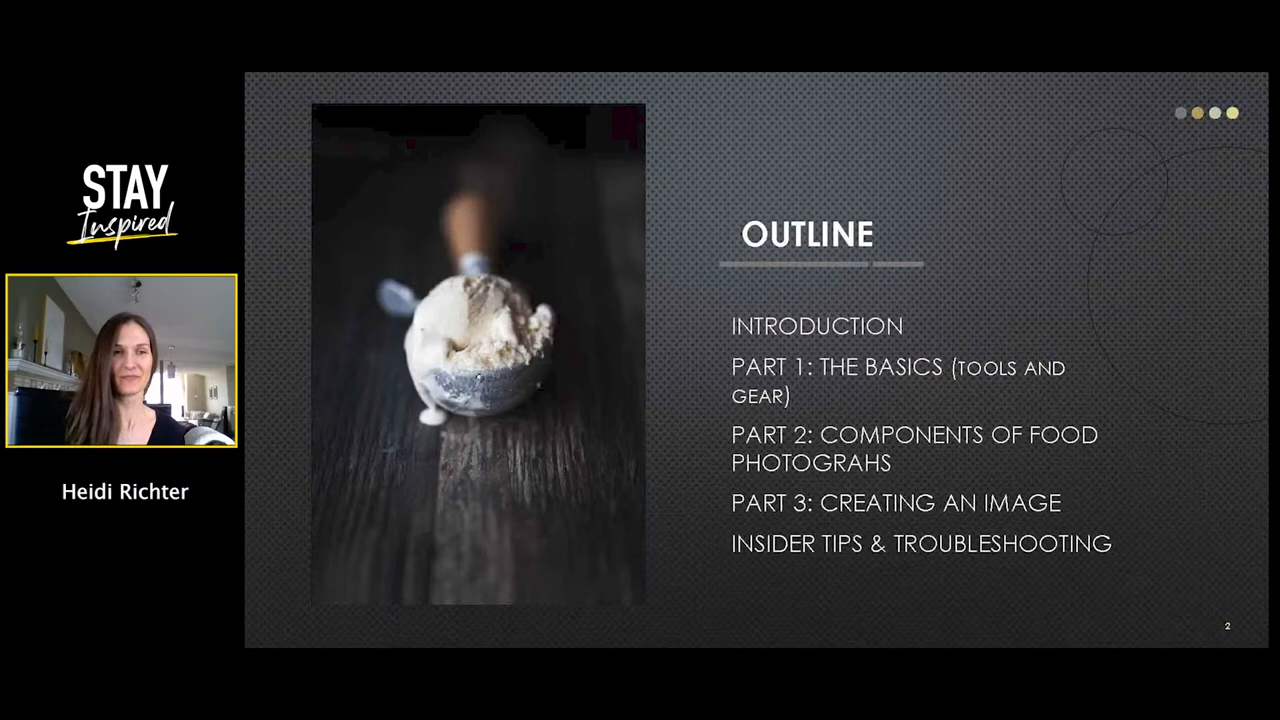 STAY
Inspired
Heidi Richter
OUTLINE
INTRODUCTION
PART 1: THE BASICS (TOOLS AND
GEAR)
PART 2: COMPONENTS OF FOOD
PHOTOGRAHS
PART 3: CREATING AN IMAGE
INSIDER TIPS & TROUBLESHOOTING
2